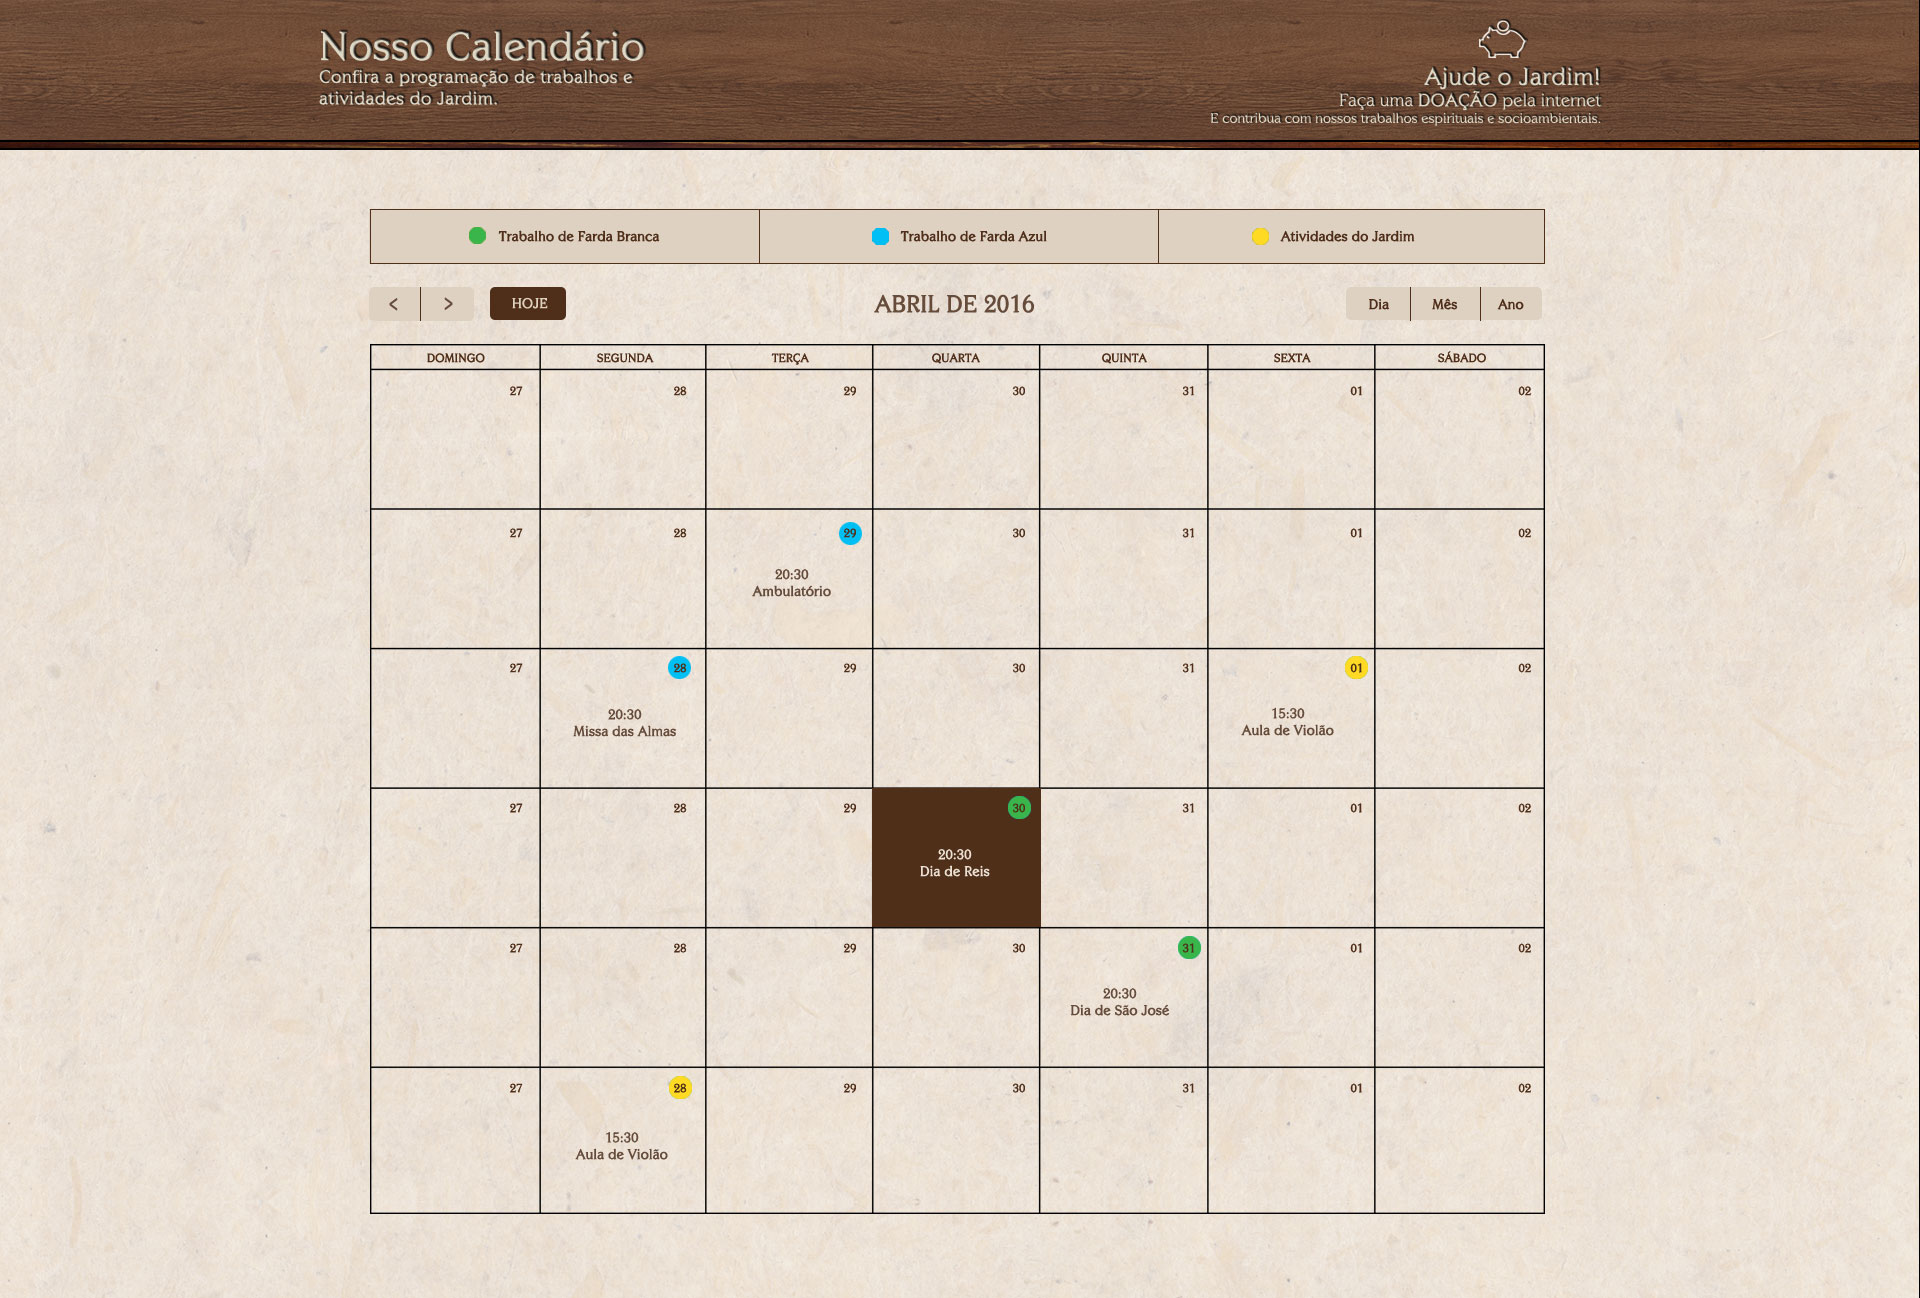 Nosso Calendário
Confira a programação de trabalhos e
atividades do Jardim.
Ajude o Jardim!
Faça uma DOAÇÃO pela internet
E contribua com nossos trabalhos espirituais e socioambientais.
Trabalho de Farda Branca Trabalho de Farda Azul Atividades do Jardim
< > HOJE ABRIL DE 2016 Dia Mês Ano
DOMINGO SEGUNDA TERÇA QUARTA QUINTA SEXTA SÁBADO
27 28 29 30 31 01 02
27 28 29 30 31 01 02
20:30
Ambulatório
27 28 29 30 31 01 02
20:30 15:30
Missa das Almas Aula de Violão
27 28 29 30 31 01 02
20:30
Dia de Reis
27 28 29 30 31 01 02
20:30
Dia de São José
27 28 29 30 31 01 02
15:30
Aula de Violão